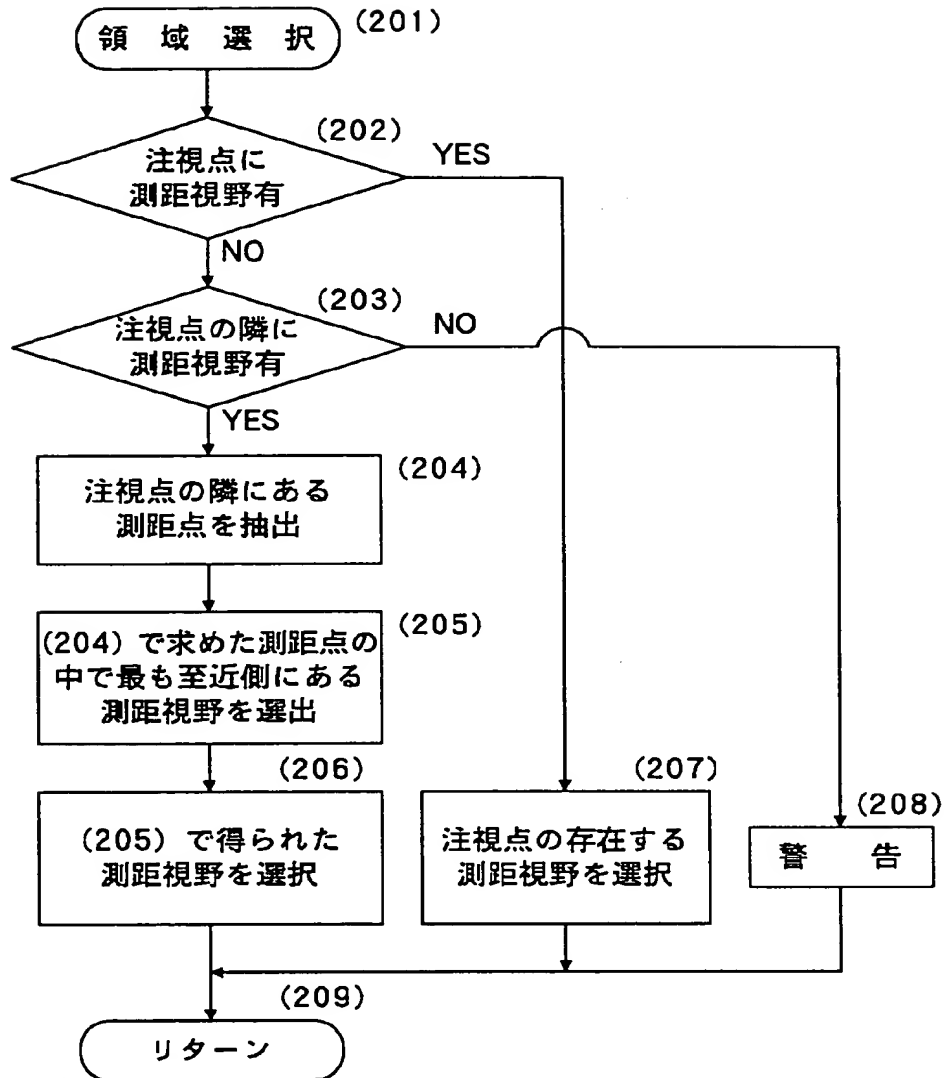 領域選択
(201)
(202)
注視点に
測距視野有
YES
NO
(203)
注視点の隣に
測距視野有
NO
YES
(204)
注視点の隣にある
測距点を抽出
(205)
(204)で求めた測距点の
中で最も至近側にある
測距視野を選出
(206)
(205)で得られた
測距視野を選択
(207)
注視点の存在する
測距視野を選択
(208)
警告
(209)
リターン